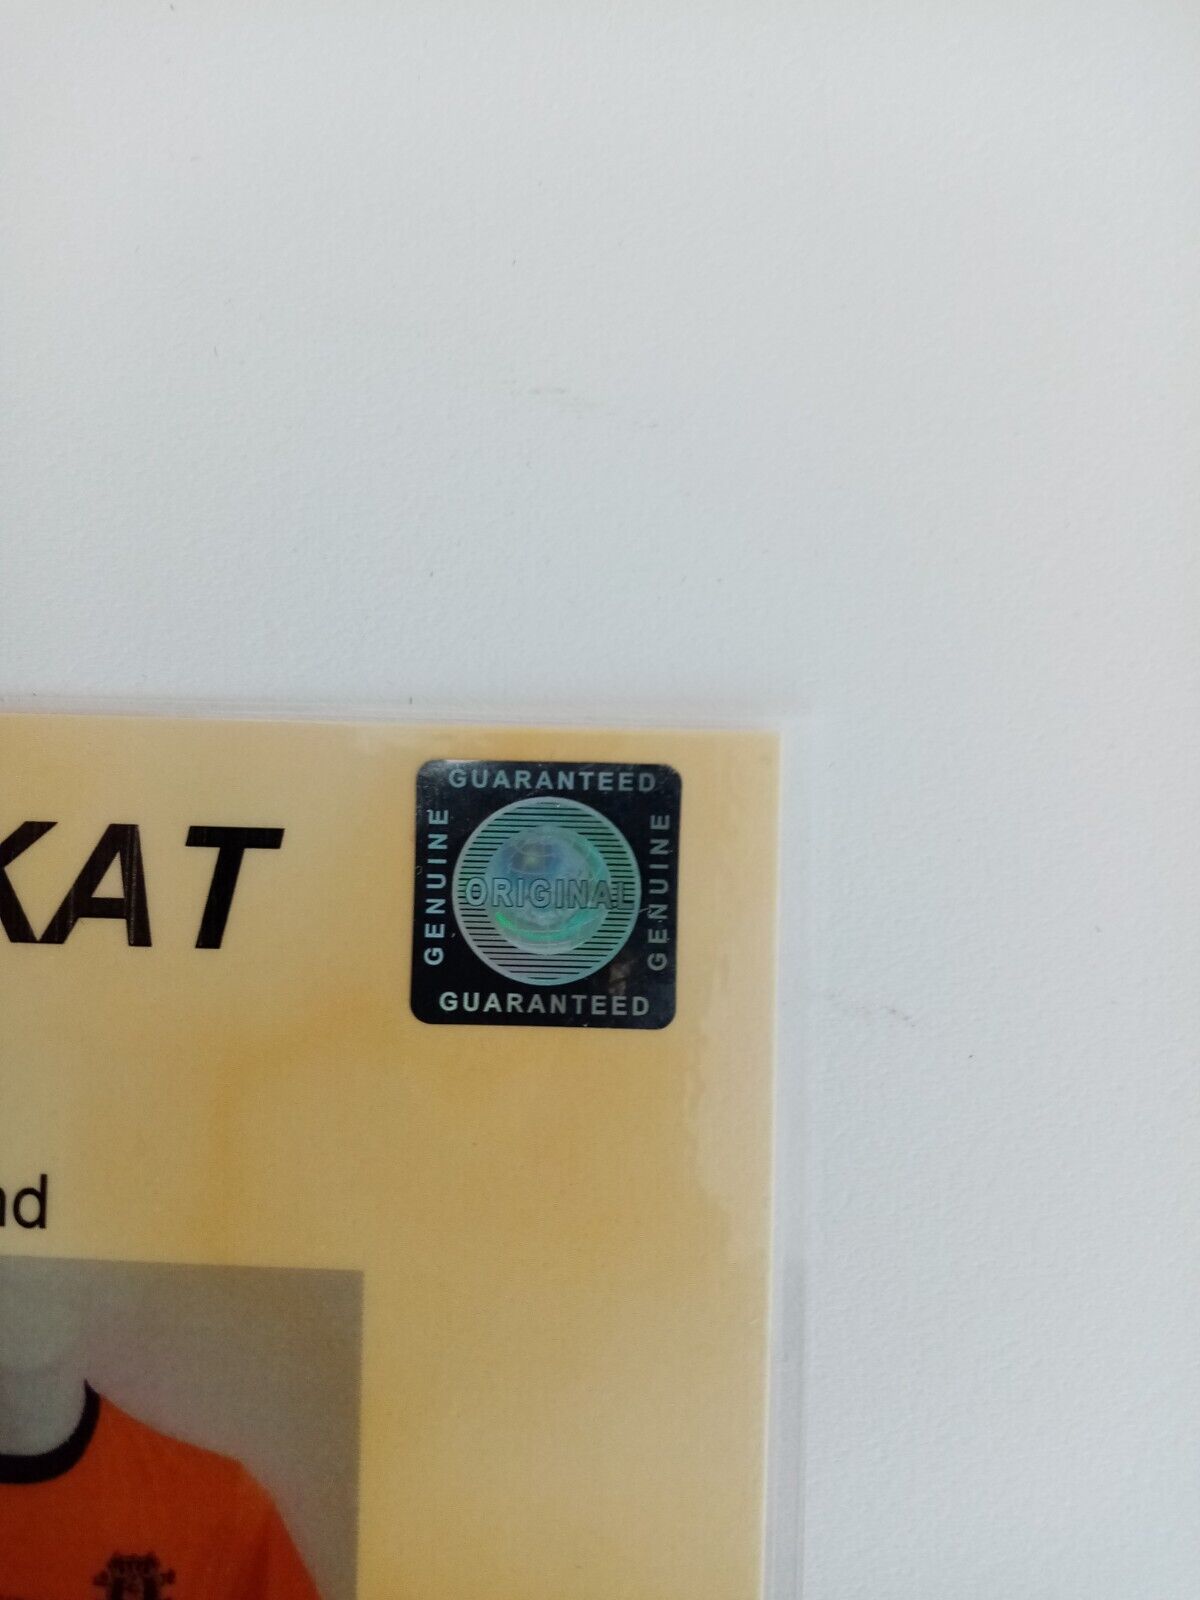 KAT
GUARANTEED
GENUINE
ORIGINAL
GENUINE
GUARANTEED
nd